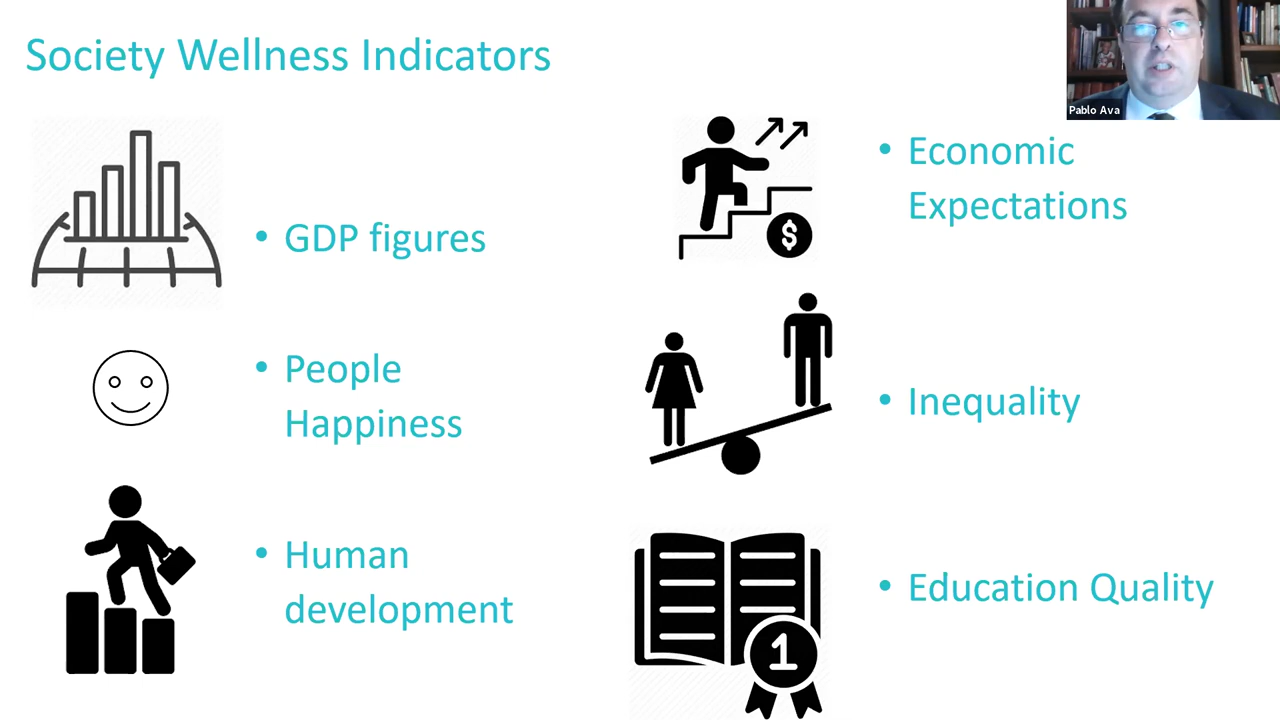 Society Wellness Indicators
Pablo Ava
• GDP figures
• People
Happiness
• Human
development
• Economic
Expectations
$
• Inequality
• Education Quality
1